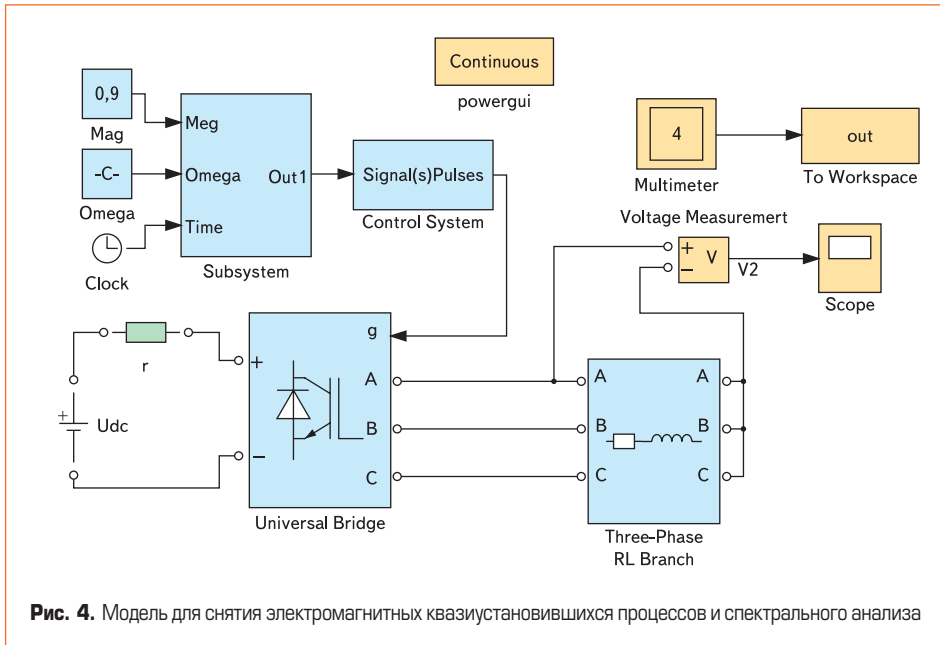 Continuous
powergui
0,9
Mag
-C-
Omega
Clock
Meg
Omega
Time
Out1
Subsystem
Signal(s)Pulses
Control System
4
Multimeter
out
To Workspace
Voltage Measuremert
+
−
V
V2
Scope
r
+
Udc
+
−
g
A
B
C
Universal Bridge
A
B
C
A
B
C
Three-Phase
RL Branch
Рис. 4. Модель для снятия электромагнитных квазиустановившихся процессов и спектрального анализа